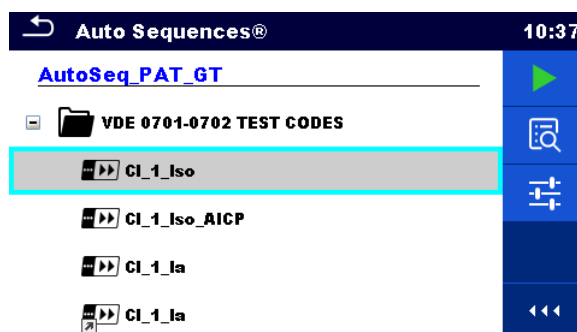 Auto Sequences® 10:37
AutoSeq_PAT_GT
VDE 0701-0702 TEST CODES
Cl_1_Iso
Cl_1_Iso_AICP
Cl_1_Ia
Cl_1_Ia